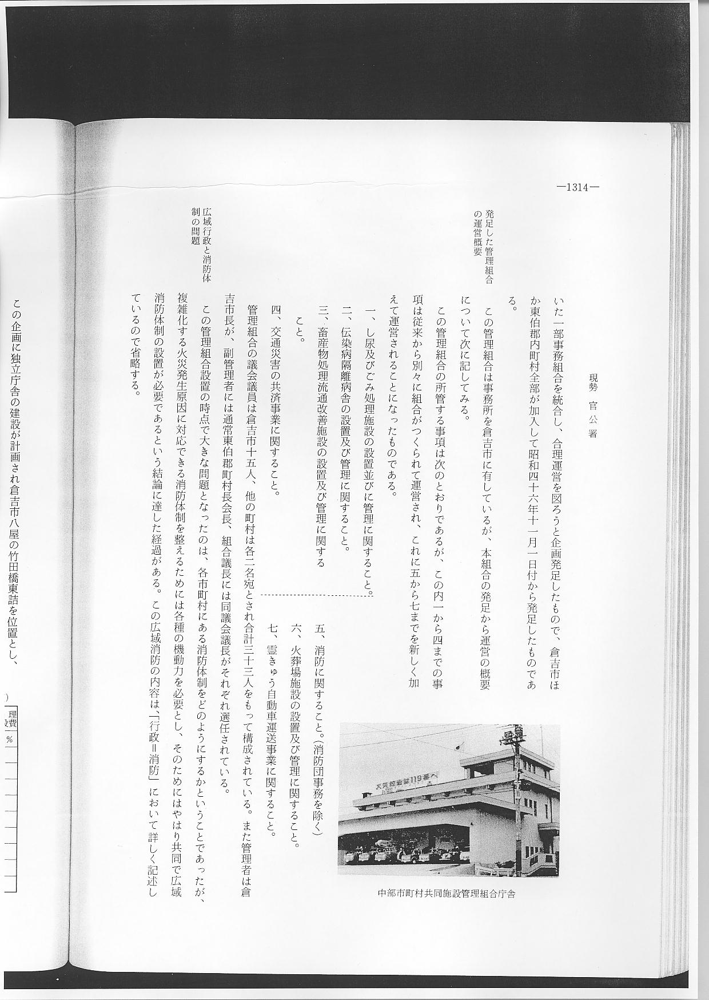 ―1314―
現勢　官公署
いた一部事務組合を統合し、合理運営を図ろうと企画発足したもので、倉吉市ほ
か東伯郡内町村全部が加入して昭和四十六年十一月一日付から発足したものであ
る。
発足した管理組合
の運営概要
この管理組合は事務所を倉吉市に有しているが、本組合の発足から運営の概要
について次に記してみる。
この管理組合の所管する事項は次のとおりであるが、この内一から四までの事
項は従来から別々に組合がつくられて運営され、これに五から七までを新しく加
えて運営されることになったものである。
一、し尿及びごみ処理施設の設置並びに管理に関すること。
二、伝染病隔離病舎の設置及び管理に関すること。
三、畜産物処理流通改善施設の設置及び管理に関する
こと。
四、交通災害の共済事業に関すること。
五、消防に関すること。(消防団事務を除く)
六、火葬場施設の設置及び管理に関すること。
七、霊きゅう自動車運送事業に関すること。
119番へ
中部市町村共同施設管理組合庁舎
管理組合の議会議員は倉吉市十五人、他の町村は各二名宛とされ合計三十三人をもって構成されている。また管理者は倉
吉市長が、副管理者には通常東伯郡町村長会長、組合議長には同議会議長がそれぞれ選任されている。
広域行政と消防体
制の問題
この管理組合設置の時点で大きな問題となったのは、各市町村にある消防体制をどのようにするかということであったが、
複雑化する火災発生原因に対応できる消防体制を整えるためには各種の機動力を必要とし、そのためにはやはり共同で広域
消防体制の設置が必要であるという結論に達した経過がある。この広域消防の内容は、「行政＝消防」において詳しく記述し
ているので省略する。
この企画に独立庁舎の建設が計画され倉吉市八屋の竹田橋東詰を位置とし、
)
理
費
%